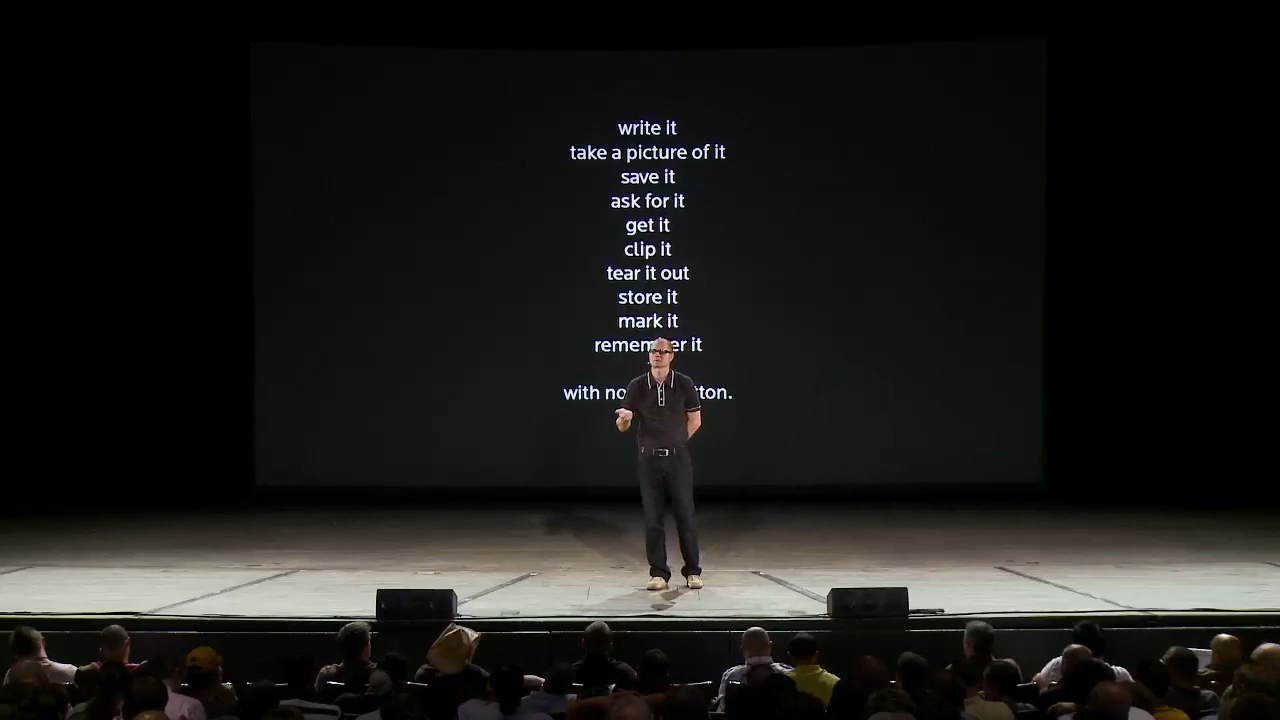 write it
take a picture of it
save it
ask for it
get it
clip it
tear it out
store it
mark it
it
with